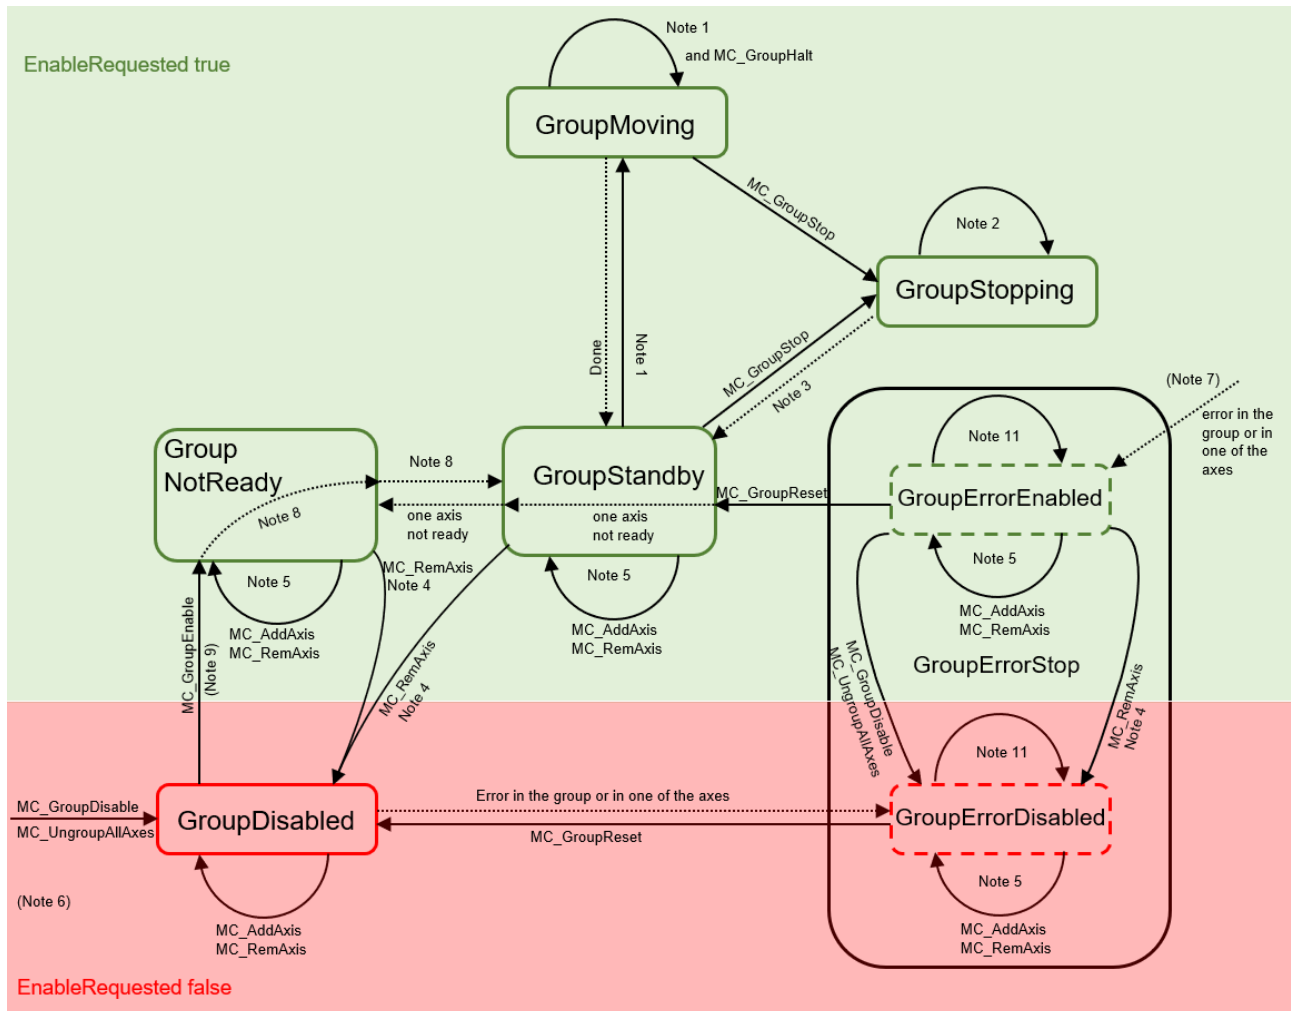 EnableRequested true
Note 1
and MC_GroupHalt
GroupMoving
MC_GroupStop
Note 2
GroupStopping
Done
Note 1
MC_GroupStop
Note 3
(Note 7)
error in the
group or in
one of the
axes
Group
NotReady
Note 8
Note 8
one axis
not ready
GroupStandby
one axis
not ready
MC_GroupReset
Note 11
GroupErrorEnabled
Note 5
MC_AddAxis
MC_RemAxis
Note 5
MC_AddAxis
MC_RemAxis
MC_RemAxis
Note 4
Note 5
MC_AddAxis
MC_RemAxis
MC_GroupEnable
(Note 9)
MC_RemAxis
Note 4
GroupErrorStop
MC_GroupDisable
MC_UngroupAllAxes
MC_RemAxis
Note 4
Note 11
MC_GroupDisable
MC_UngroupAllAxes
GroupDisabled
Error in the group or in one of the axes
MC_GroupReset
GroupErrorDisabled
Note 5
MC_AddAxis
MC_RemAxis
(Note 6)
MC_AddAxis
MC_RemAxis
EnableRequested false